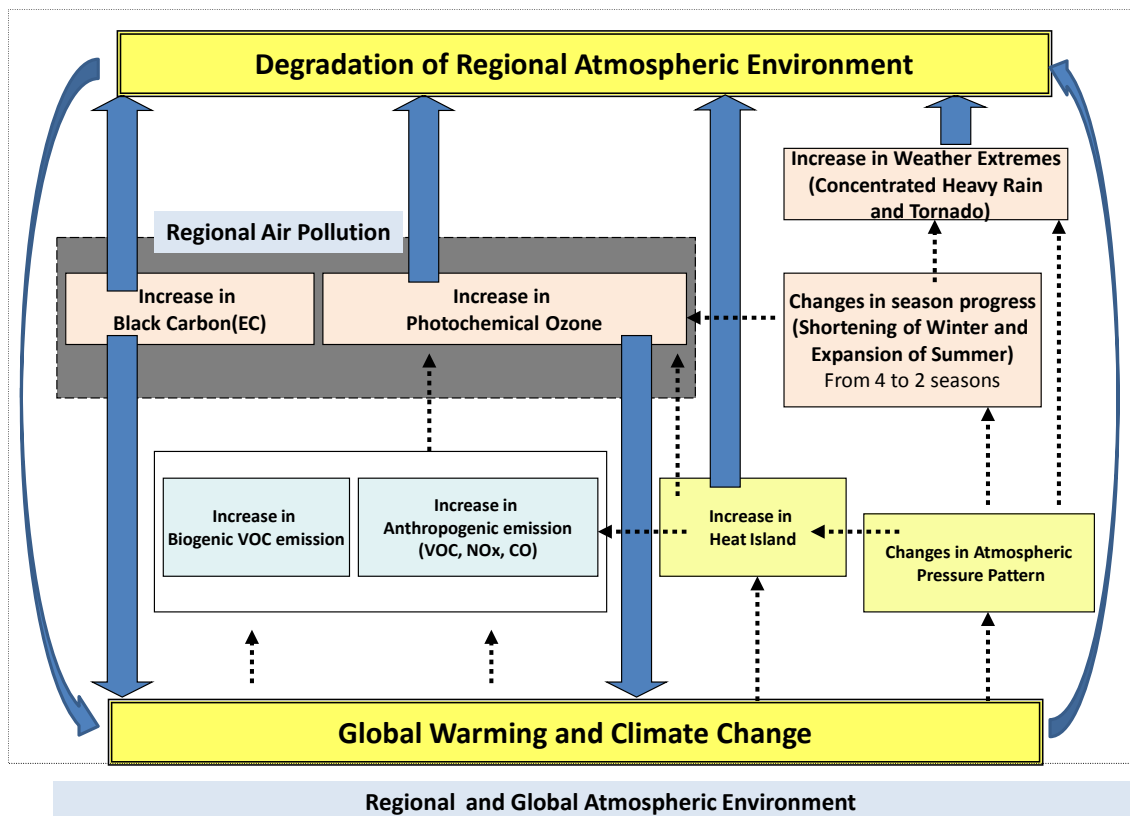 Degradation of Regional Atmospheric Environment
Increase in Weather Extremes
(Concentrated Heavy Rain
and Tornado)
Regional Air Pollution
Increase in
Black Carbon(EC)
Increase in
Photochemical Ozone
Changes in season progress
(Shortening of Winter and
Expansion of Summer)
From 4 to 2 seasons
Increase in
Biogenic VOC emission
Increase in
Anthropogenic emission
(VOC, NOx, CO)
Increase in
Heat Island
Changes in Atmospheric
Pressure Pattern
Global Warming and Climate Change
Regional and Global Atmospheric Environment